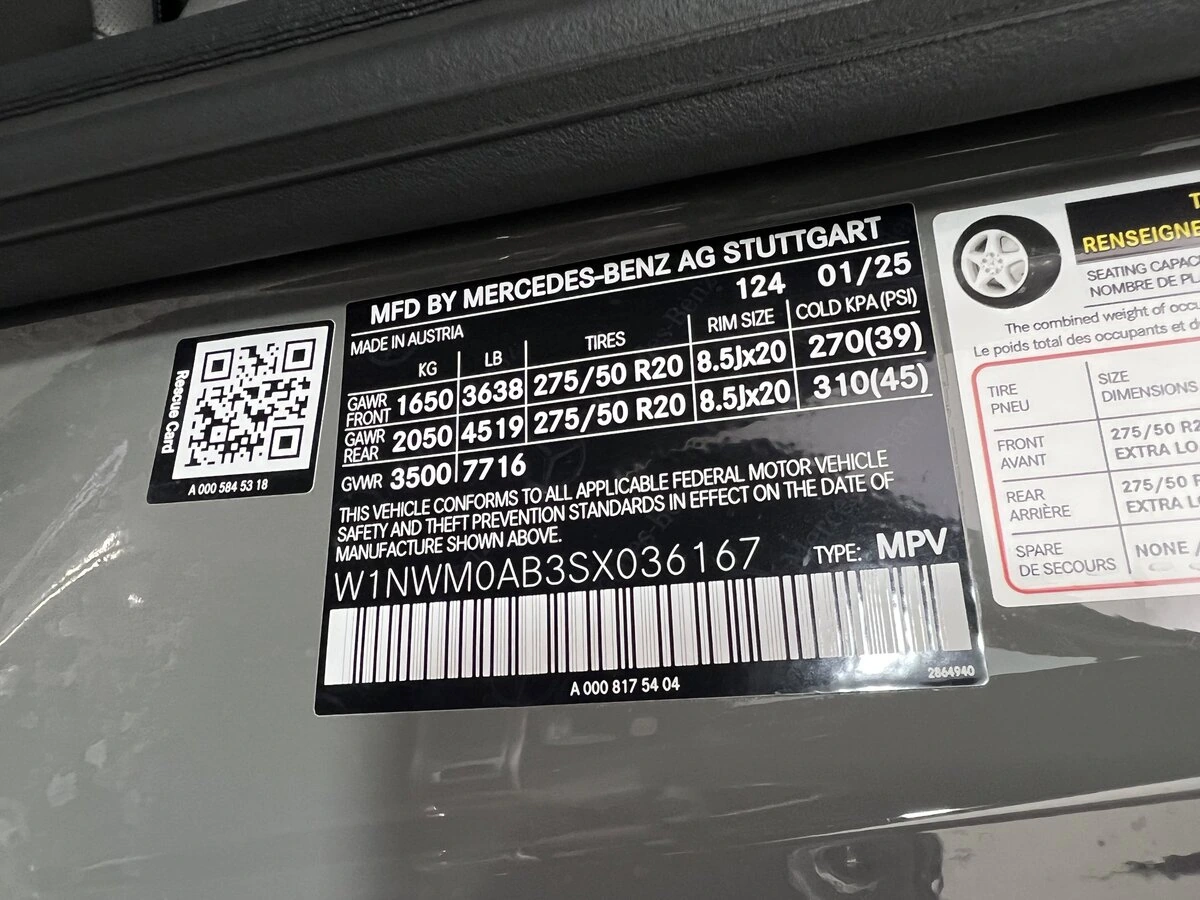 Rescue Card
A 000 584 53 18
MFD BY MERCEDES-BENZ AG STUTTGART
MADE IN AUSTRIA 124 01/25
KG LB TIRES RIM SIZE COLD KPA(PSI)
GAWR FRONT 1650 3638 275/50 R20 8.5Jx20 270(39)
GAWR REAR 2050 4519 275/50 R20 8.5Jx20 310(45)
GVWR 3500 7716
THIS VEHICLE CONFORMS TO ALL APPLICABLE FEDERAL MOTOR VEHICLE
SAFETY AND THEFT PREVENTION STANDARDS IN EFFECT ON THE DATE OF
MANUFACTURE SHOWN ABOVE.
W1NWM0AB3SX036167 TYPE: MPV
A 000 817 54 04
2864940
SEATING
NOMBRE DE
The combined weight of
Le poids total des occupants et
TIRE SIZE
PNEU DIMENSIONS
FRONT 275/50
AVANT EXTRA
REAR 275/50
ARRIÈRE EXTRA
SPARE NONE /
DE SECOURS